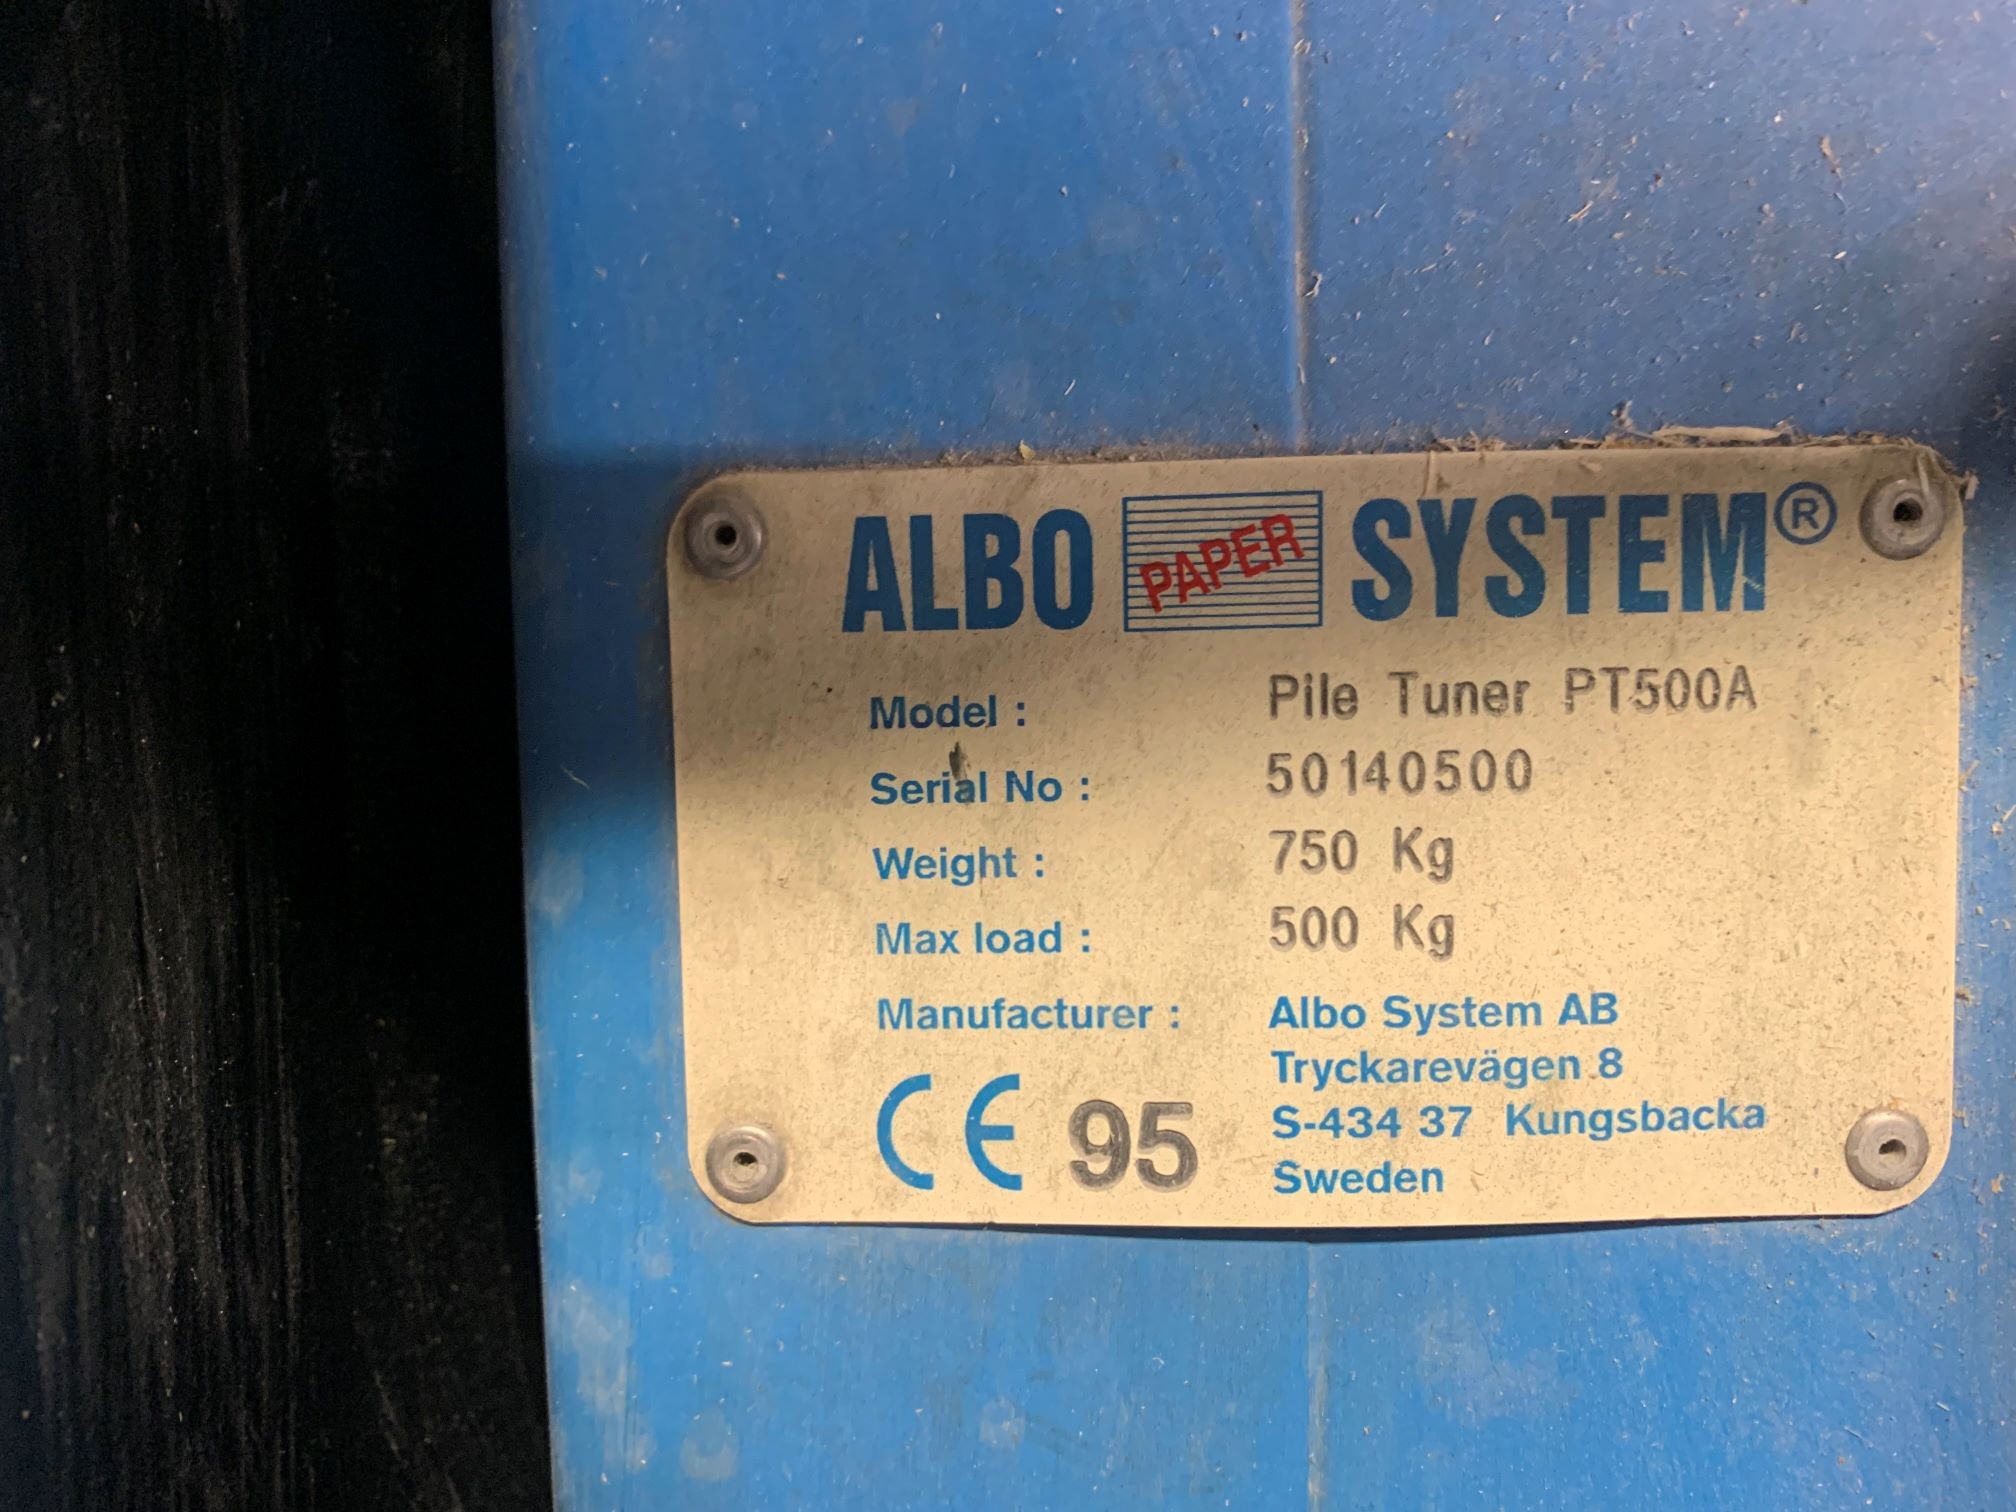 ALBO PAPER SYSTEM®
Model : Pile Tuner PT500A
Serial No : 50140500
Weight : 750 Kg
Max load : 500 Kg
Manufacturer : Albo System AB
Tryckarevägen 8
S-434 37 Kungsbacka
CE 95 Sweden